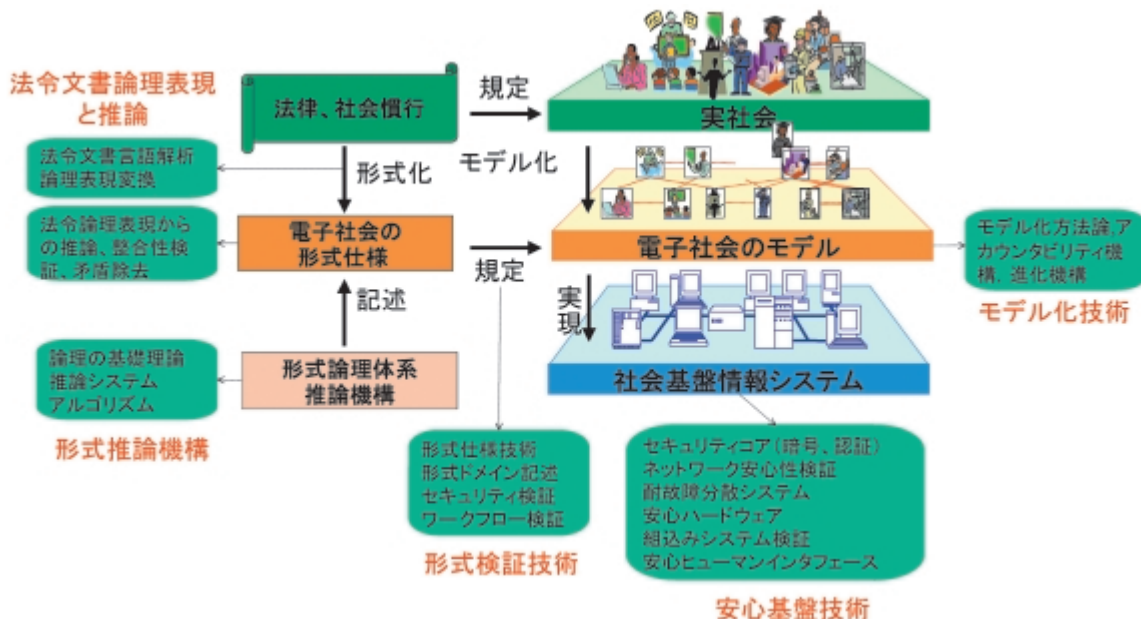 法令文書論理表現
と推論
法律、社会慣行
規定
実社会
法令文書言語解析
論理表現変換
形式化
モデル化
法令論理表現から
の推論、整合性検
証、矛盾除去
電子社会の
形式仕様
規定
電子社会のモデル
モデル化方法論,ア
カウンタビリティ機
構,進化機構
モデル化技術
記述
実
現
論理の基礎理論
推論システム
アルゴリズム
形式推論機構
形式論理体系
推論機構
社会基盤情報システム
形式仕様技術
形式ドメイン記述
セキュリティ検証
ワークフロー検証
形式検証技術
セキュリティコア(暗号、認証)
ネットワーク安心性検証
耐故障分散システム
安心ハードウェア
組込みシステム検証
安心ヒューマンインタフェース
安心基盤技術